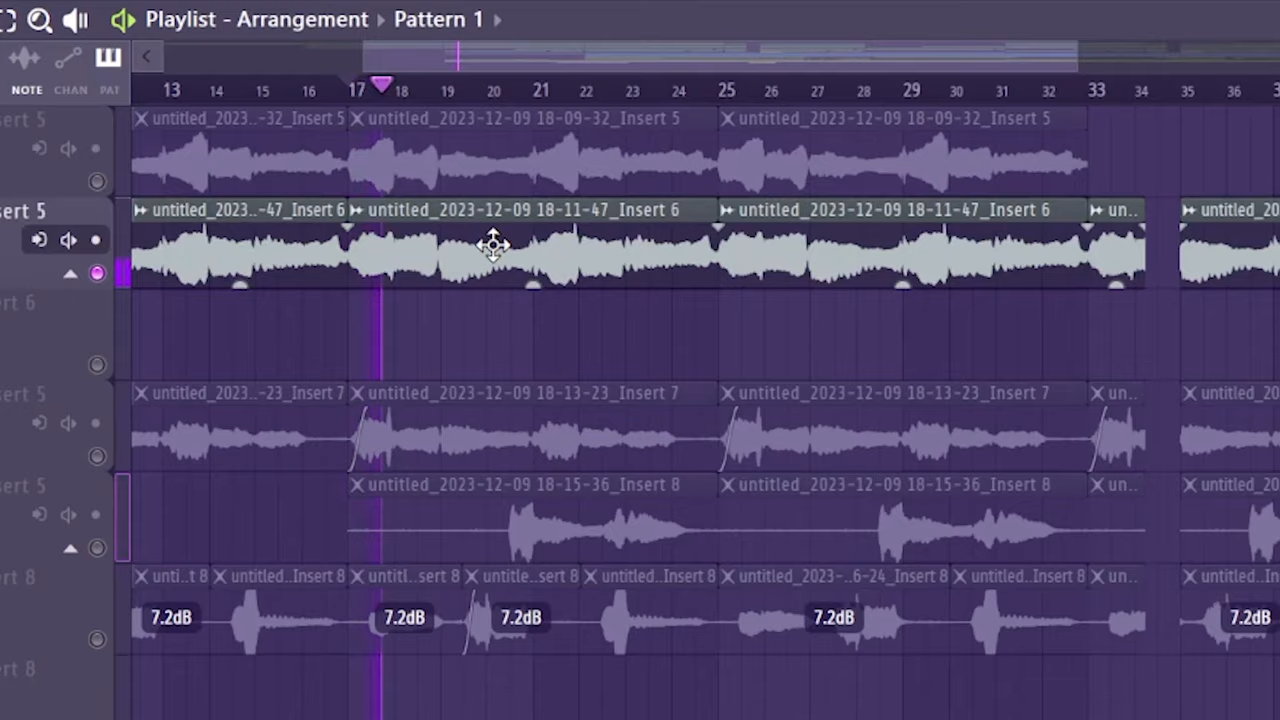 Playlist - Arrangement ▸ Pattern 1 ▸
NOTE CHAN PAT
13 14 15 16 17 18 19 20 21 22 23 24 25 26 27 28 29 30 31 32 33 34 35 36
sert 5
untitled_2023..-32_Insert 5 untitled_2023-12-09 18-09-32_Insert 5 untitled_2023-12-09 18-09-32_Insert 5
sert 5
untitled_2023..-47_Insert 6 untitled_2023-12-09 18-11-47_Insert 6 untitled_2023-12-09 18-11-47_Insert 6 un.. untitled_20
ert 6
sert 5
untitled_2023..-23_Insert 7 untitled_2023-12-09 18-13-23_Insert 7 untitled_2023-12-09 18-13-23_Insert 7 un.. untitled_20
sert 5
untitled_2023-12-09 18-15-36_Insert 8 untitled_2023-12-09 18-15-36_Insert 8 un.. untitled_20
ert 8
unti..t 8 untitled..Insert 8 untitl..sert 8 untitle..sert 8 untitled..Insert 8 untitled_2023-..6-24_Insert 8 untitled..Insert 8 un.. untitled..In
7.2dB 7.2dB 7.2dB 7.2dB 7.2dB
ert 8